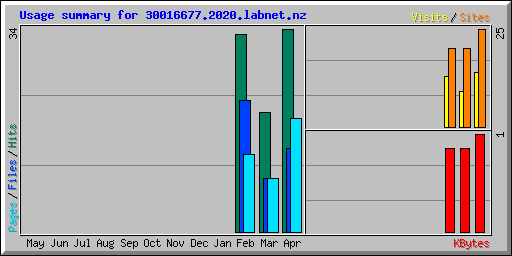 Usage summary for 30016677.2020.labnet.nz
Visits/Sites
34
25
Pages/Files/Hits
1
May Jun Jul Aug Sep Oct Nov Dec Jan Feb Mar Apr
KBytes